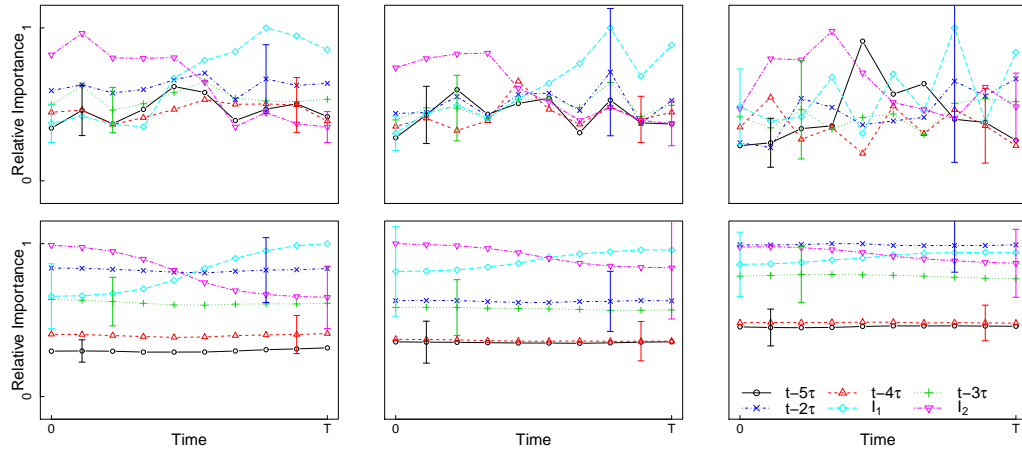 Relative Importance
1
0
Relative Importance
1
0
0 T
Time
0 T
Time
t−5τ t−4τ t−3τ
t−2τ I1 I2
0 T
Time